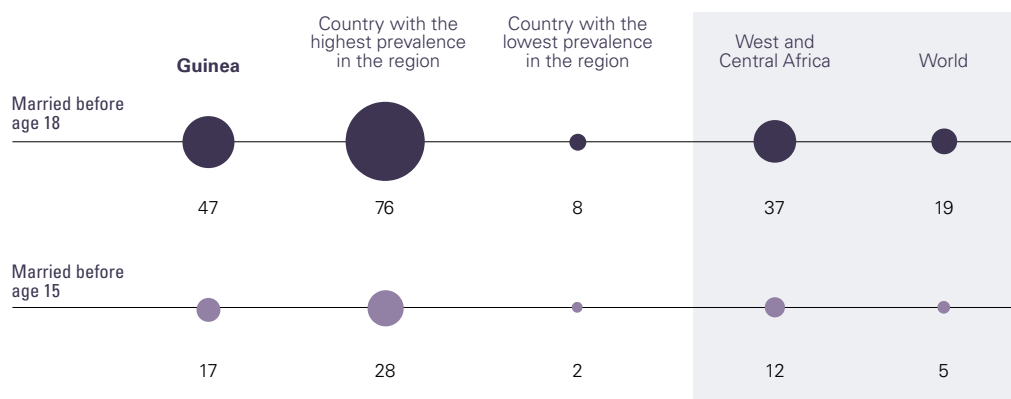 Guinea
Country with the
highest prevalence
in the region
Country with the
lowest prevalence
in the region
West and
Central Africa
World
Married before
age 18
47
76
8
37
19
Married before
age 15
17
28
2
12
5